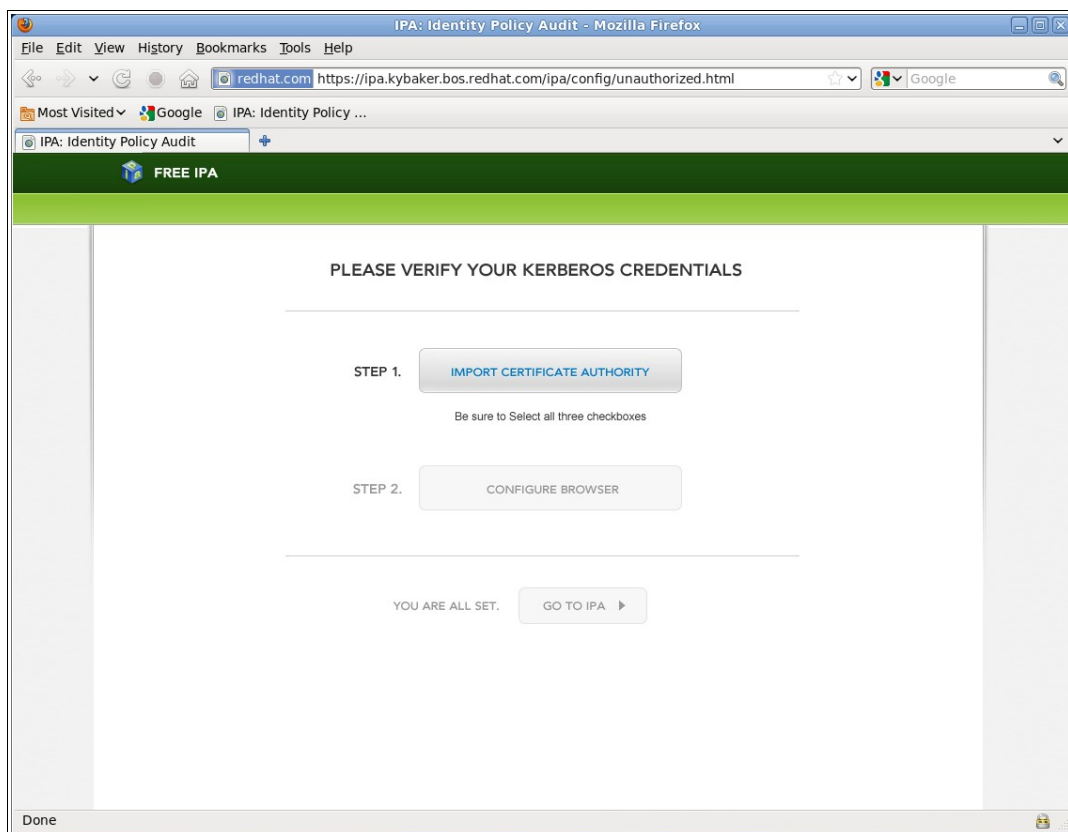 IPA: Identity Policy Audit - Mozilla Firefox
File Edit View History Bookmarks Tools Help
redhat.com https://ipa.kybaker.bos.redhat.com/ipa/config/unauthorized.html
Google
Most Visited Google IPA: Identity Policy ...
IPA: Identity Policy Audit
FREE IPA
PLEASE VERIFY YOUR KERBEROS CREDENTIALS
STEP 1. IMPORT CERTIFICATE AUTHORITY
Be sure to Select all three checkboxes
STEP 2. CONFIGURE BROWSER
YOU ARE ALL SET. GO TO IPA
Done